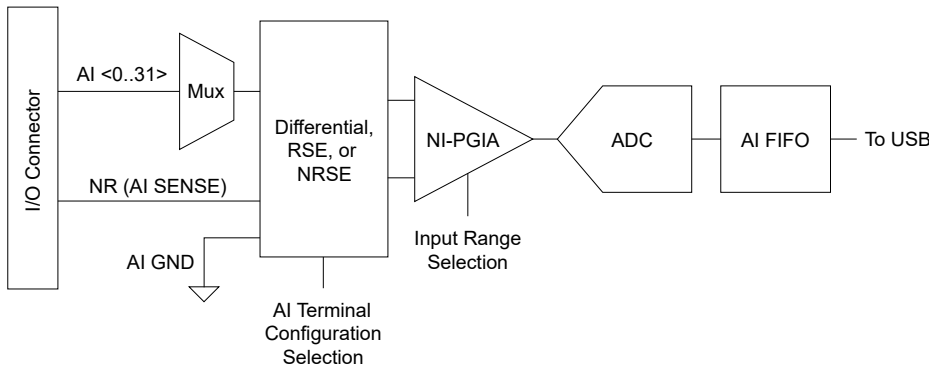 I/O Connector
AI <0..31>
Mux
NR (AI SENSE)
AI GND
Differential,
RSE, or
NRSE
AI Terminal
Configuration
Selection
NI-PGIA
Input Range
Selection
ADC
AI FIFO
To USB